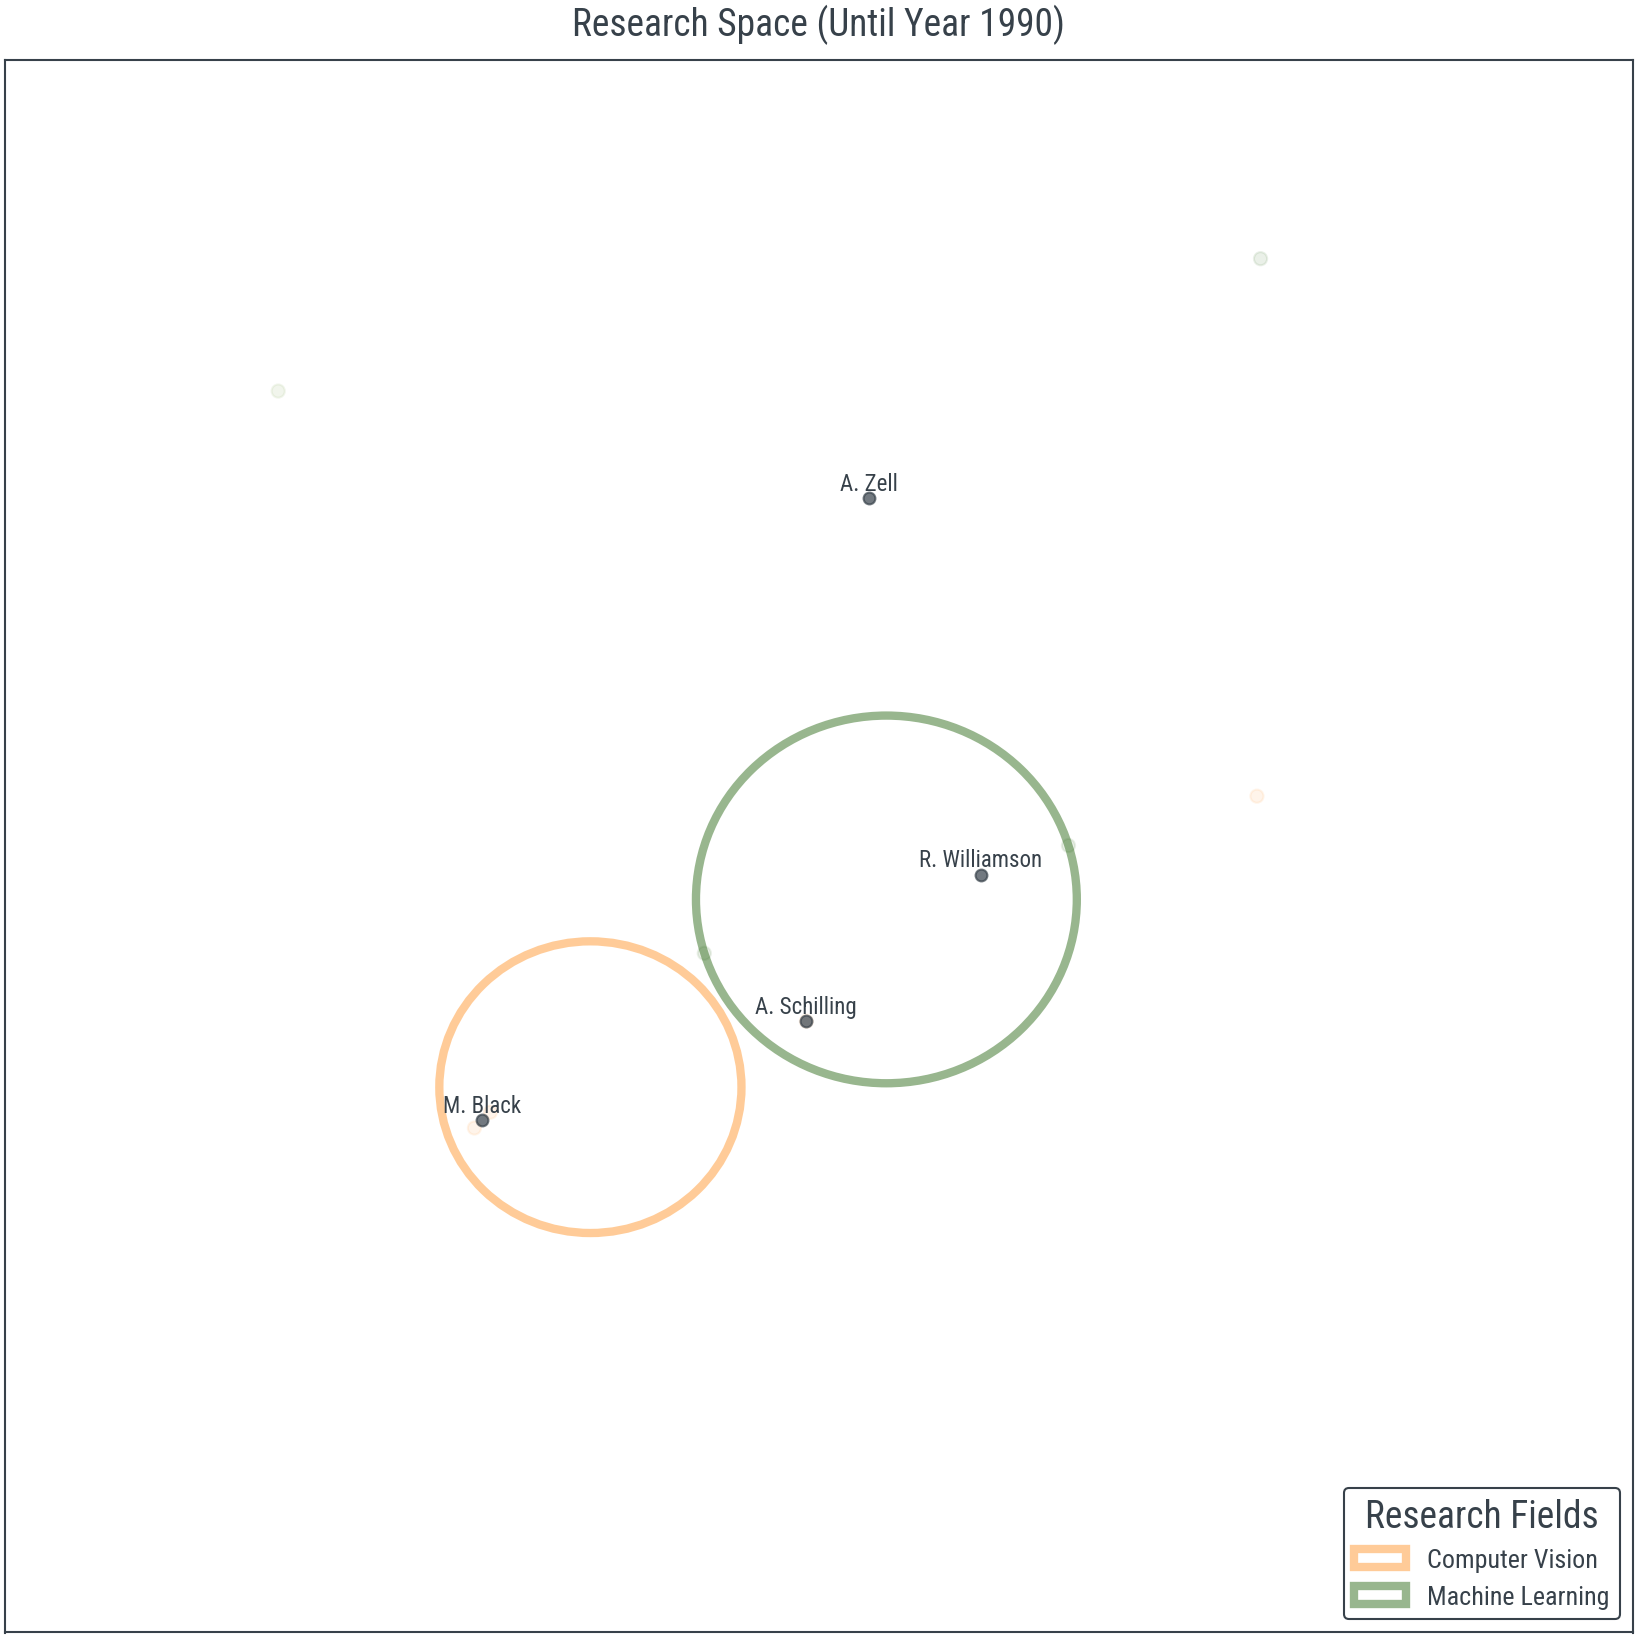 Research Space (Until Year 1990)
A. Zell
R. Williamson
A. Schilling
M. Black
Research Fields
Computer Vision
Machine Learning